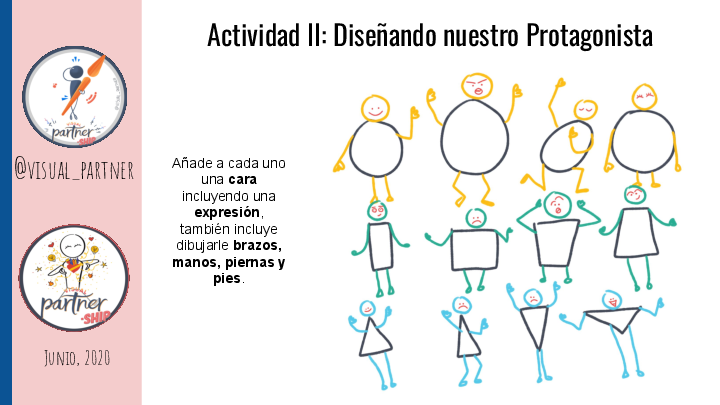 Actividad II: Diseñando nuestro Protagonista
partner
SHIP
@VISUAL_PARTNER
Añade a cada uno
una cara
incluyendo una
expresión,
también incluye
dibujarle brazos,
manos, piernas y
pies.
VISUAL
partner
-SHIP
JUNIO, 2020